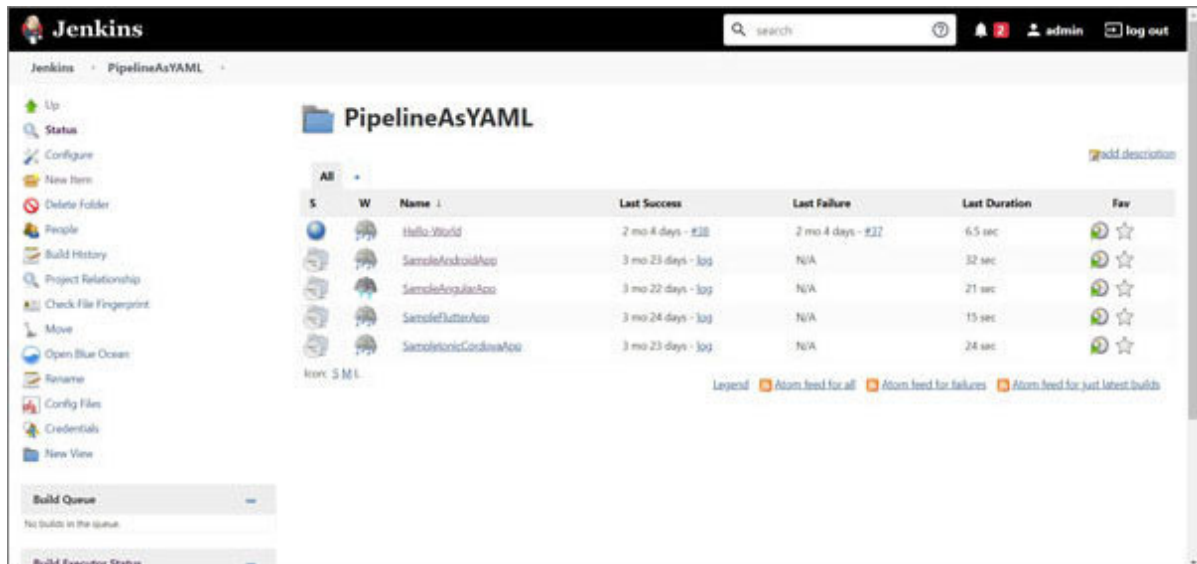 Jenkins
search
2
admin
log out
Jenkins
PipelineAsYAML
Up
Status
Configure
New Item
Delete Folder
People
Build History
Project Relationship
Check File Fingerprint
Move
Open Blue Ocean
Rename
Config Files
Credentials
New View
Build Queue
No builds in the queue.
Build Executor Status
PipelineAsYAML
add description
All +
S W Name ↓ Last Success Last Failure Last Duration Fav
Hello-World 2 mo 4 days - #38 2 mo 4 days - #37 6.5 sec
SampleAndroidApp 3 mo 23 days - log N/A 32 sec
SampleAngularApp 3 mo 22 days - log N/A 21 sec
SampleFlutterApp 3 mo 24 days - log N/A 15 sec
SampleIonicCordovaApp 3 mo 23 days - log N/A 24 sec
Icon: S M L
Legend Atom feed for all Atom feed for failures Atom feed for just latest builds